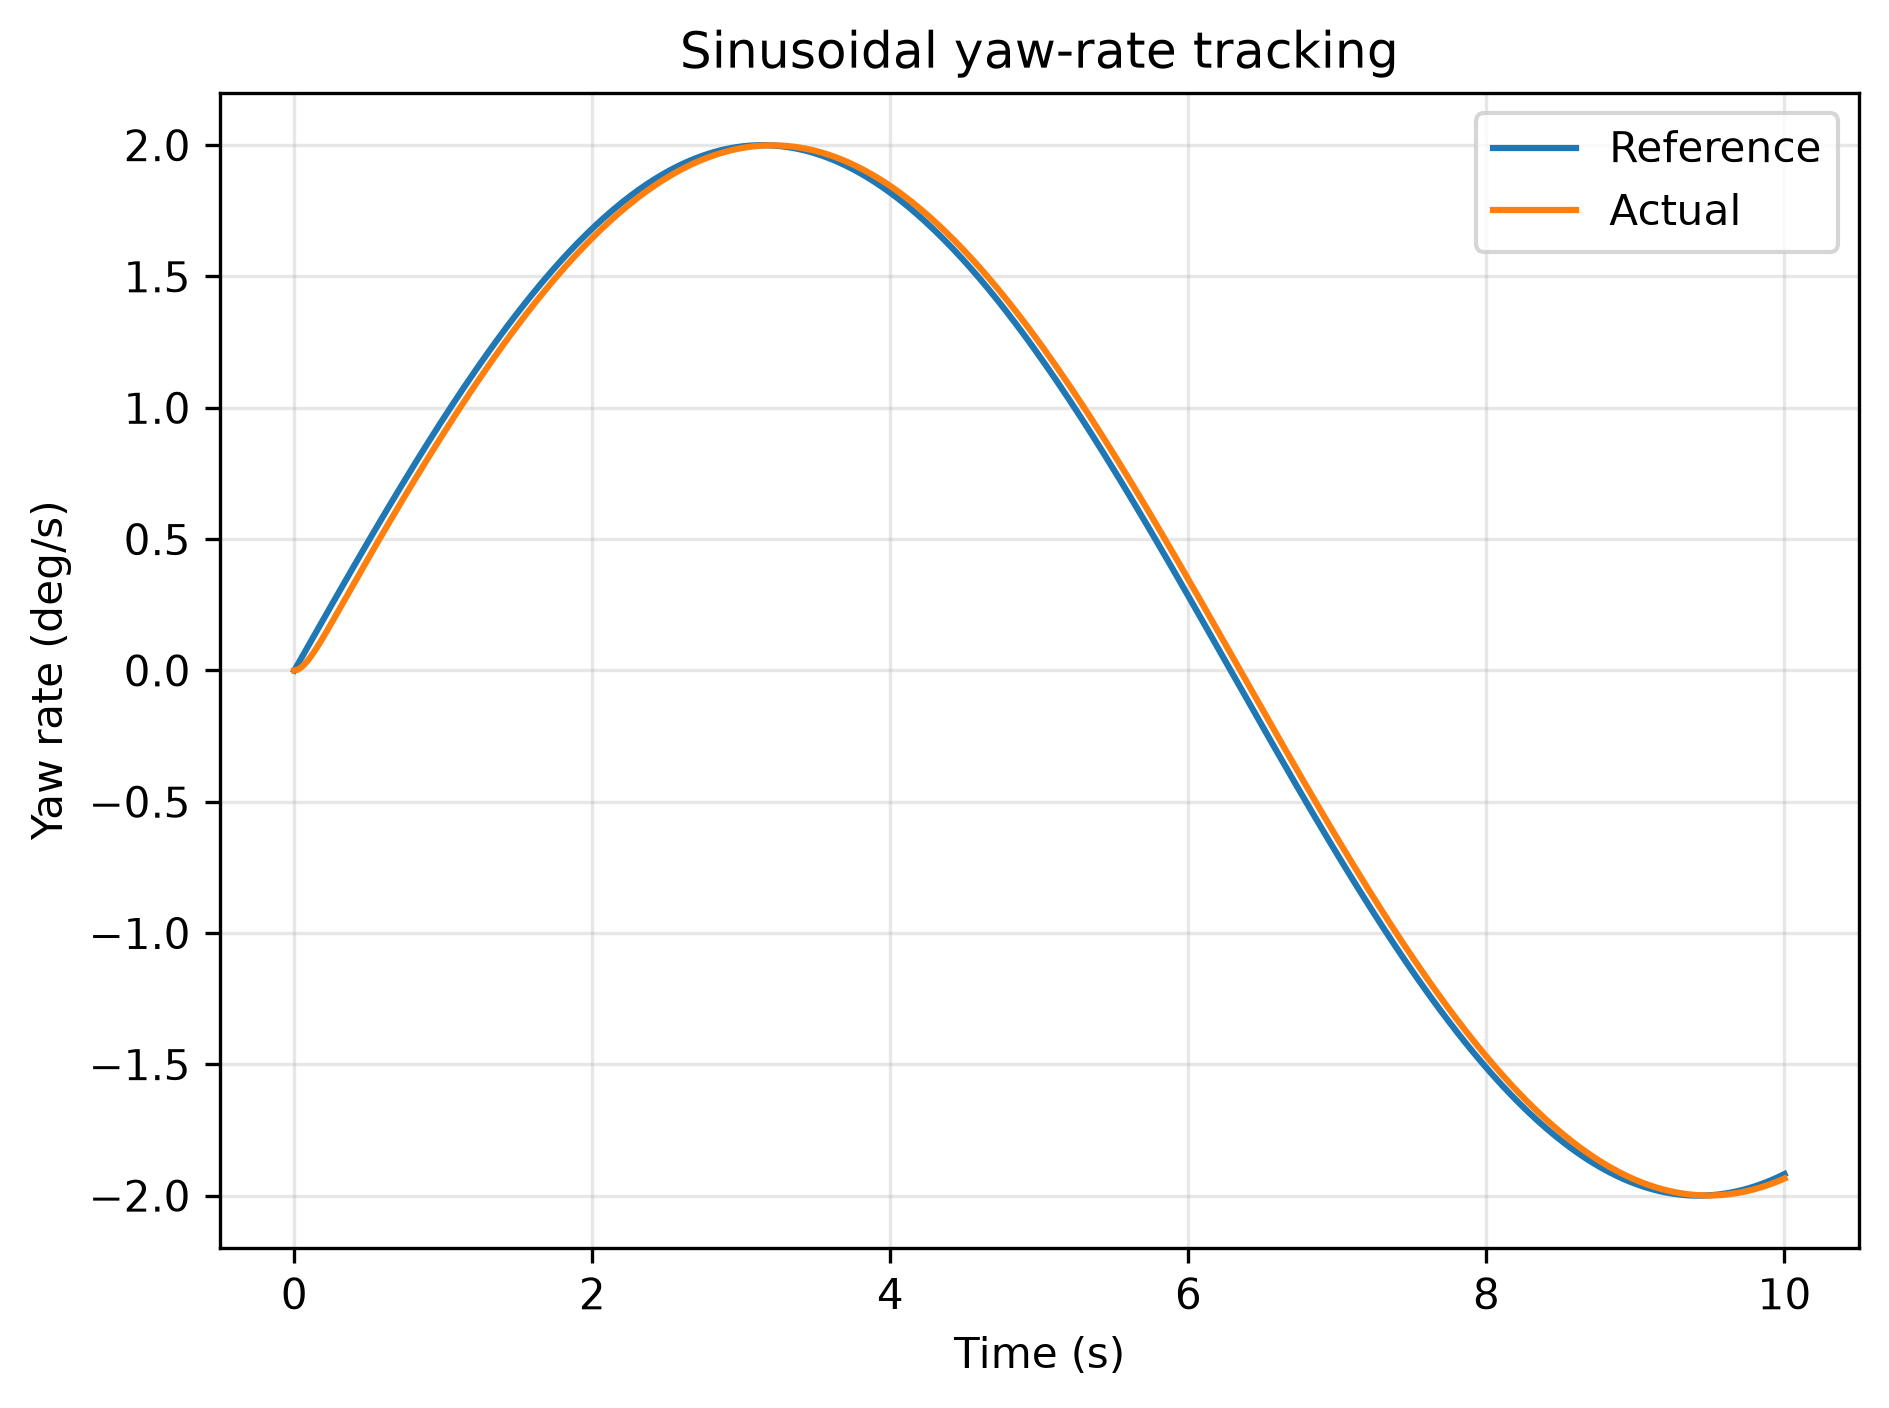 Sinusoidal yaw-rate tracking
Reference
Actual
Yaw rate (deg/s)
2.0
1.5
1.0
0.5
0.0
−0.5
−1.0
−1.5
−2.0
0 2 4 6 8 10
Time (s)